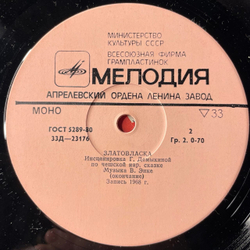 МИНИСТЕРСТВО
КУЛЬТУРЫ СССР
ВСЕСОЮЗНАЯ ФИРМА
ГРАМПЛАСТИНОК
МЕЛОДИЯ
АПРЕЛЕВСКИЙ ОРДЕНА ЛЕНИНА ЗАВОД
МОНО
33
ГОСТ 5289-80
2
33Д-23176
Гр. 2. 0-70
ЗЛАТОВЛАСКА
Инсценировка Г. Демыкиной
по чешской нар. сказке
Музыка В. Энке
(окончание)
Запись 1968 г.